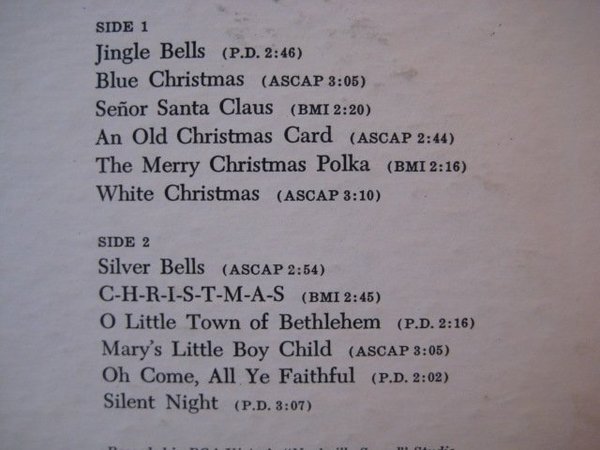 SIDE 1
Jingle Bells (P.D. 2:46)
Blue Christmas (ASCAP 3:05)
Señor Santa Claus (BMI 2:20)
An Old Christmas Card (ASCAP 2:44)
The Merry Christmas Polka (BMI 2:16)
White Christmas (ASCAP 3:10)
SIDE 2
Silver Bells (ASCAP 2:54)
C-H-R-I-S-T-M-A-S (BMI 2:45)
O Little Town of Bethlehem (P.D. 2:16)
Mary's Little Boy Child (ASCAP 3:05)
Oh Come, All Ye Faithful (P.D. 2:02)
Silent Night (P.D. 3:07)